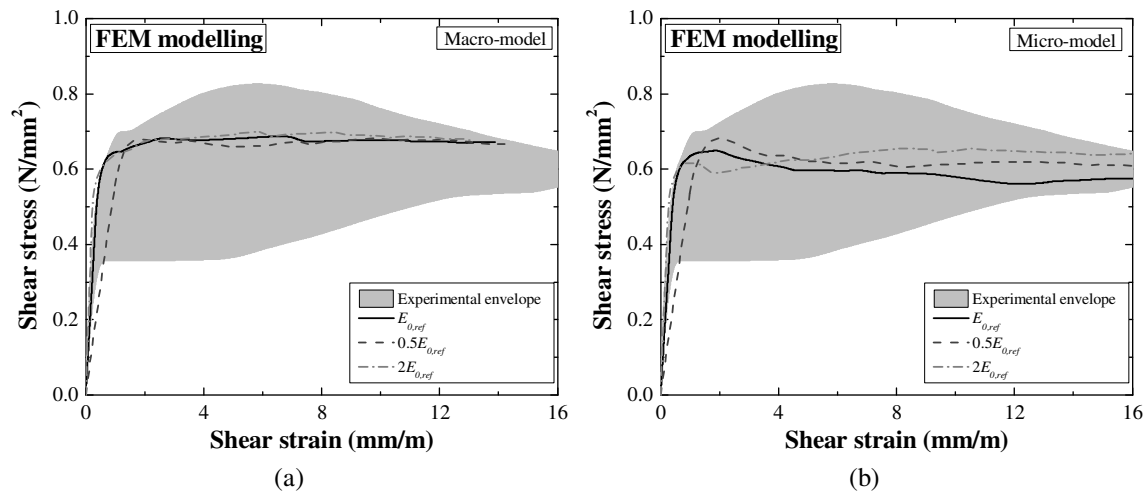 FEM modelling
Macro-model
1.0
0.8
0.6
0.4
0.2
0.0
Shear stress (N/mm²)
Experimental envelope
E0,ref
0.5E0,ref
2E0,ref
0 4 8 12 16
Shear strain (mm/m)
(a)
FEM modelling
Micro-model
1.0
0.8
0.6
0.4
0.2
0.0
Shear stress (N/mm²)
Experimental envelope
E0,ref
0.5E0,ref
2E0,ref
0 4 8 12 16
Shear strain (mm/m)
(b)